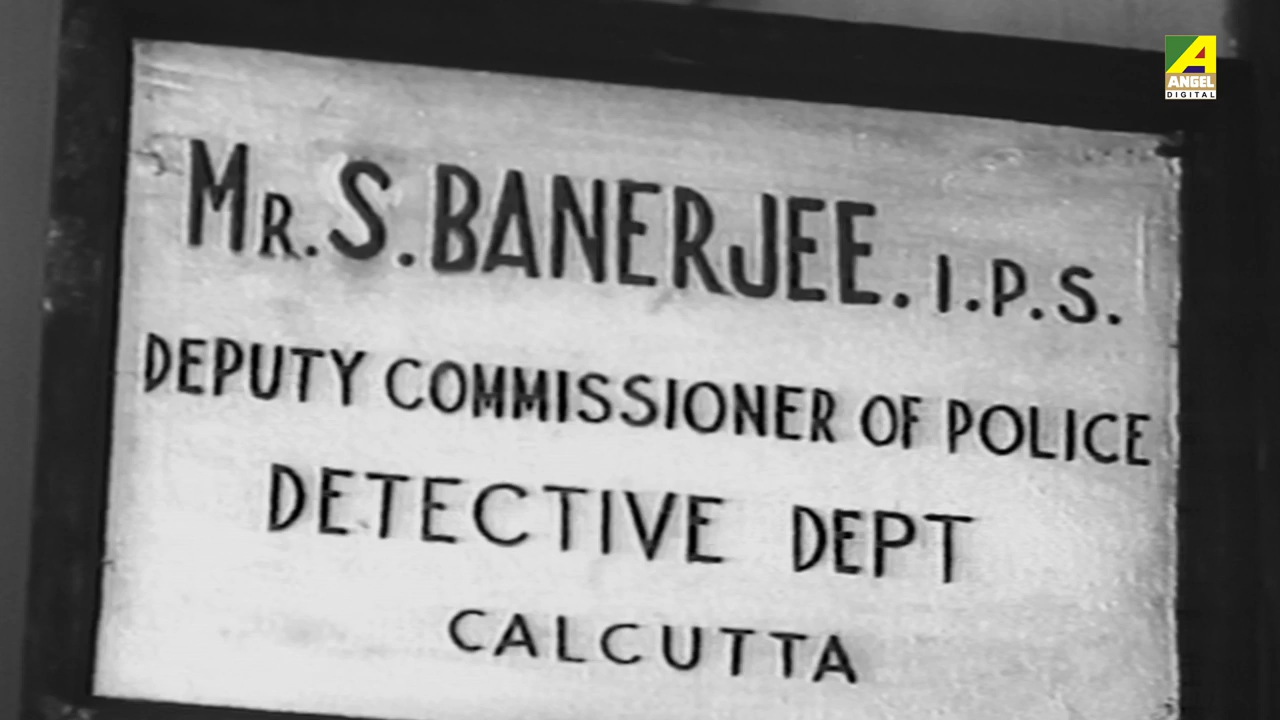 A
ANGEL
DIGITAL
MR. S. BANERJEE. I.P.S.
DEPUTY COMMISSIONER OF POLICE
DETECTIVE DEPT
CALCUTTA